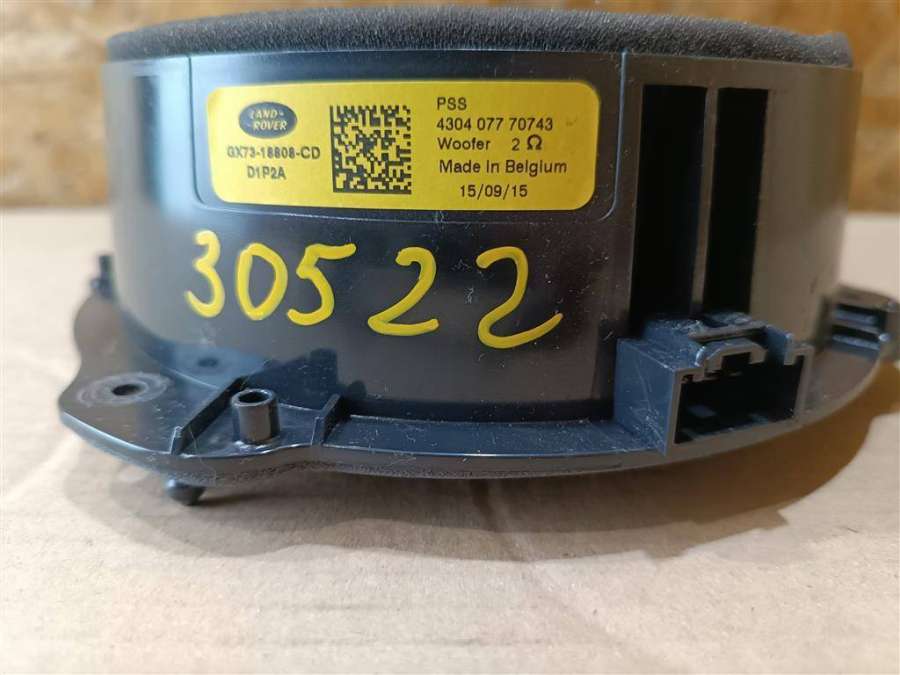 LAND-
ROVER
GX73-18808-CD
D1P2A
PSS
4304 077 70743
Woofer 2 Ω
Made In Belgium
15/09/15
30522